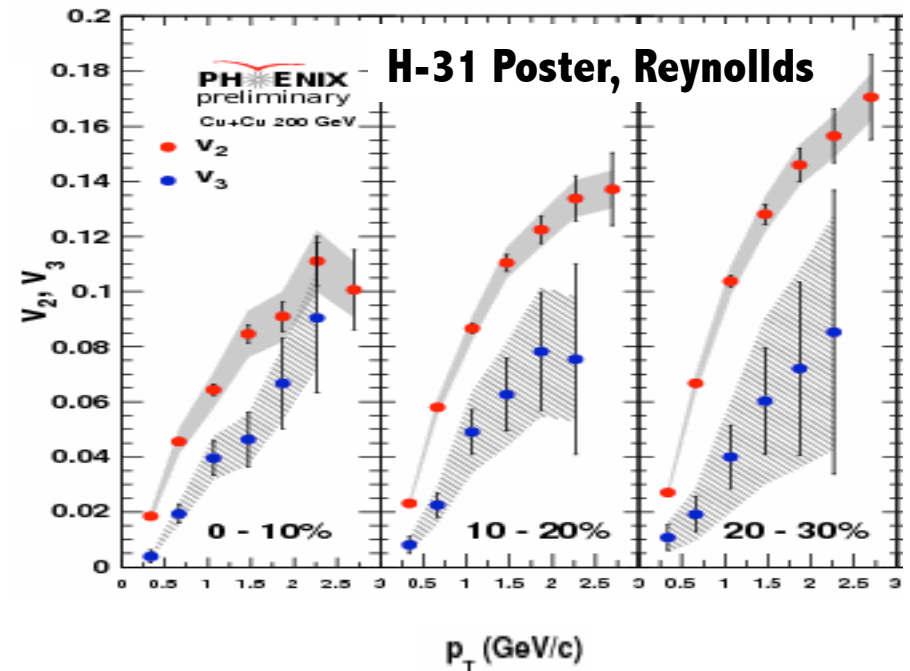 H-31 Poster, Reynollds
PH ENIX
preliminary
Cu+Cu 200 GeV
v2
v3
v2, v3
0.2
0.18
0.16
0.14
0.12
0.1
0.08
0.06
0.04
0.02
0
0 - 10%
10 - 20%
20 - 30%
0 0.5 1 1.5 2 2.5 3 0.5 1 1.5 2 2.5 3 0.5 1 1.5 2 2.5 3
pT (GeV/c)